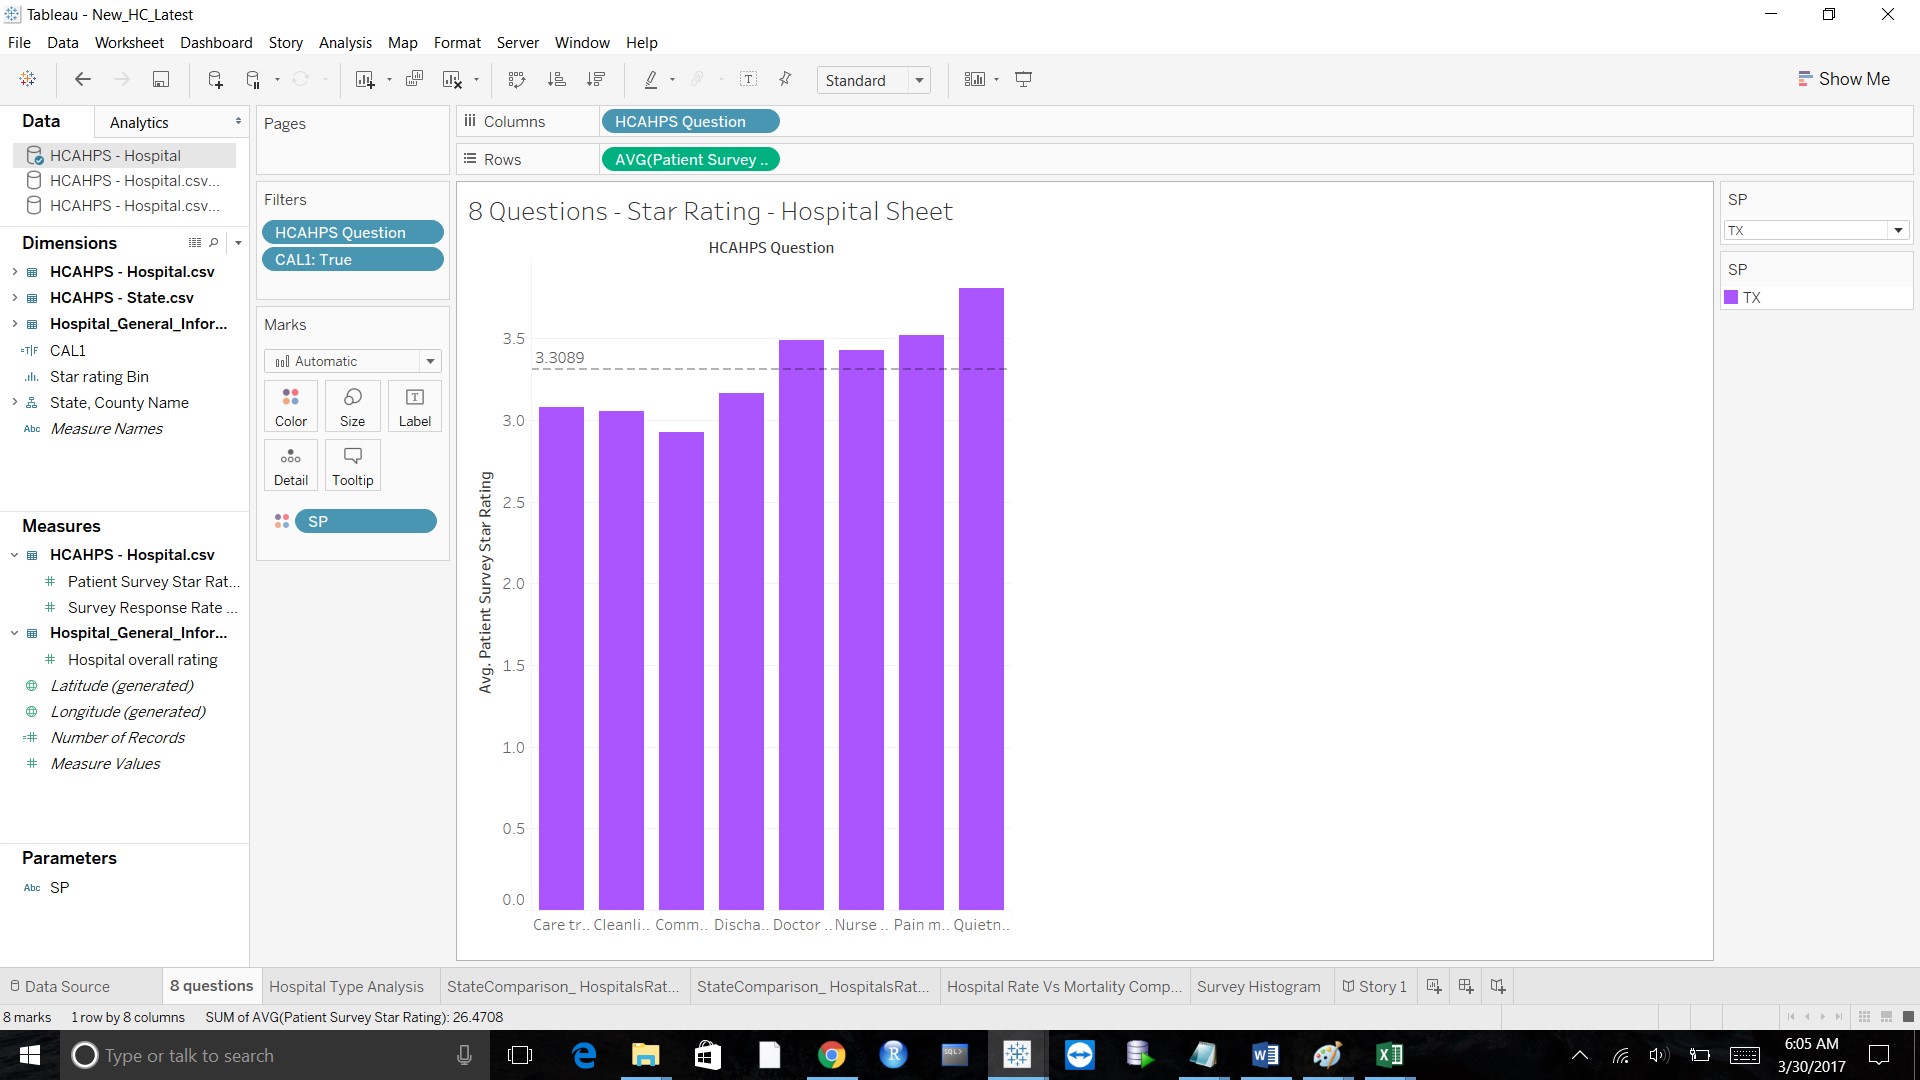 Tableau - New_HC_Latest
File Data Worksheet Dashboard Story Analysis Map Format Server Window Help
Standard
Show Me
Data
Analytics
HCAHPS - Hospital
HCAHPS - Hospital.csv...
HCAHPS - Hospital.csv...
Dimensions
HCAHPS - Hospital.csv
HCAHPS - State.csv
Hospital_General_Infor...
=T|F CAL1
Star rating Bin
State, County Name
Abc Measure Names
Measures
HCAHPS - Hospital.csv
# Patient Survey Star Rat...
# Survey Response Rate ...
Hospital_General_Infor...
# Hospital overall rating
Latitude (generated)
Longitude (generated)
=# Number of Records
# Measure Values
Parameters
Abc SP
Pages
Filters
HCAHPS Question
CAL1: True
Marks
Automatic
Color Size Label
Detail Tooltip
SP
Columns HCAHPS Question
Rows AVG(Patient Survey ..
8 Questions - Star Rating - Hospital Sheet
HCAHPS Question
Avg. Patient Survey Star Rating
3.5
3.3089
3.0
2.5
2.0
1.5
1.0
0.5
0.0
Care tr.. Cleanli.. Comm.. Discha.. Doctor .. Nurse .. Pain m.. Quietn..
SP
TX
SP
TX
Data Source 8 questions Hospital Type Analysis StateComparison_ HospitalsRat... StateComparison_ HospitalsRat... Hospital Rate Vs Mortality Comp... Survey Histogram Story 1
8 marks 1 row by 8 columns SUM of AVG(Patient Survey Star Rating): 26.4708
Type or talk to search
SQL>
6:05 AM
3/30/2017